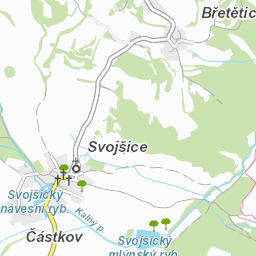 Břetětic
Svojšice
Svojšický
návesní ryb.
Kalný p.
Částkov
Svojšický
mlýnský ryb.